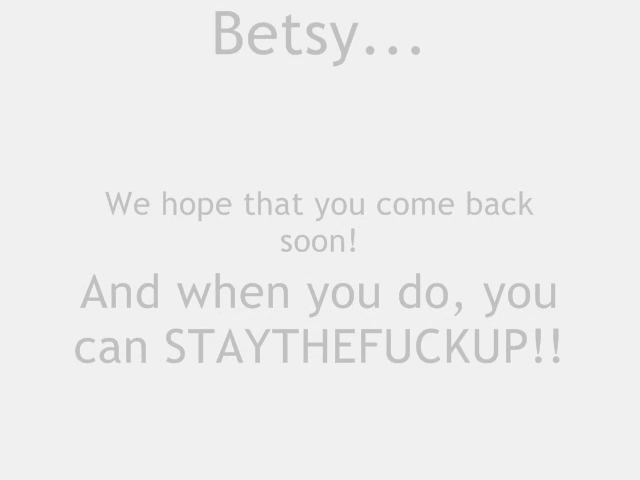 Betsy...
We hope that you come back
soon!
And when you do, you
can STAYTHEFUCKUP!!